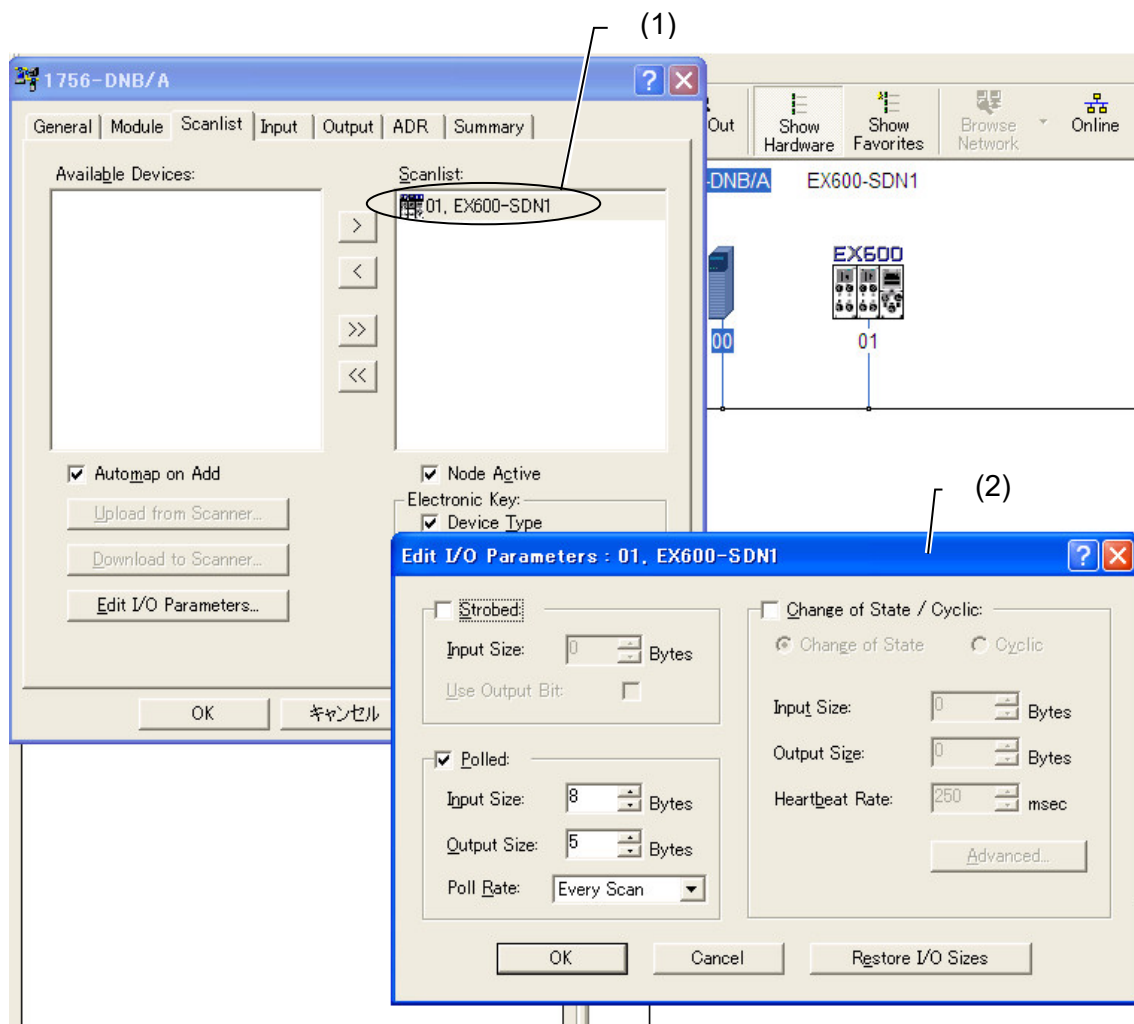 (1)
1756-DNB/A
General Module Scanlist Input Output ADR Summary
Available Devices:
Scanlist:
01, EX600-SDN1
>
<
>>
<<
Automap on Add
Upload from Scanner...
Download to Scanner...
Edit I/O Parameters...
Node Active
Electronic Key:
Device Type
OK
キャンセル
Out
Show Hardware
Show Favorites
Browse Network
Online
-DNB/A
EX600-SDN1
EX600
00
01
(2)
Edit I/O Parameters : 01, EX600-SDN1
Strobed:
Input Size: 0 Bytes
Use Output Bit:
Polled:
Input Size: 8 Bytes
Output Size: 5 Bytes
Poll Rate: Every Scan
Change of State / Cyclic:
Change of State Cyclic
Input Size: 0 Bytes
Output Size: 0 Bytes
Heartbeat Rate: 250 msec
Advanced...
OK
Cancel
Restore I/O Sizes